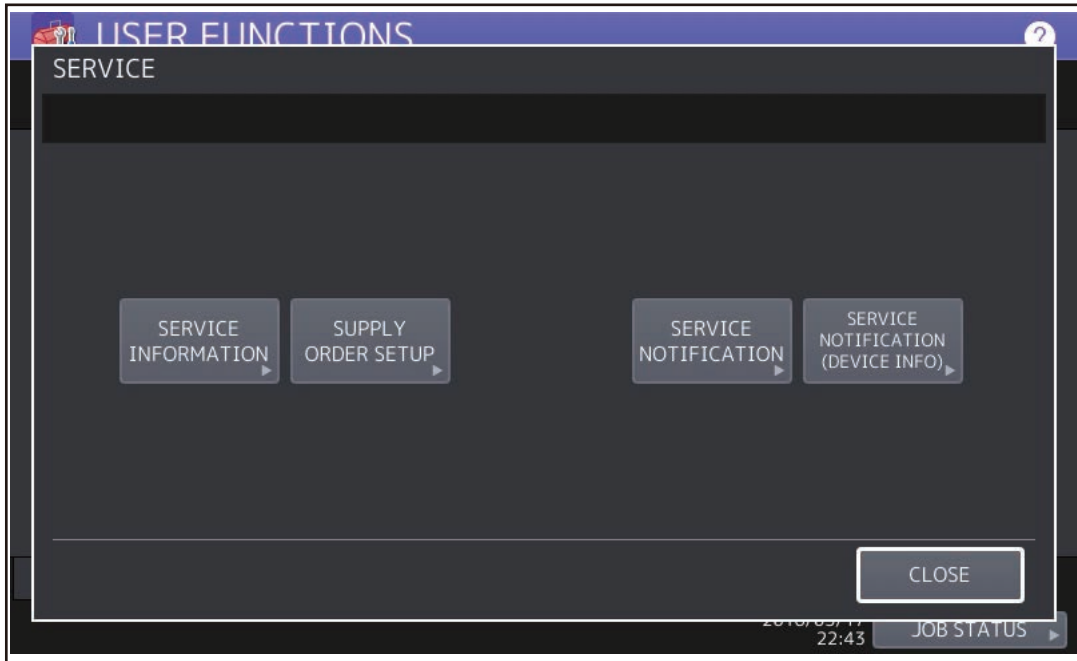 USER FUNCTIONS
?
SERVICE
SERVICE
INFORMATION
SUPPLY
ORDER SETUP
SERVICE
NOTIFICATION
SERVICE
NOTIFICATION
(DEVICE INFO)
CLOSE
22:43
JOB STATUS